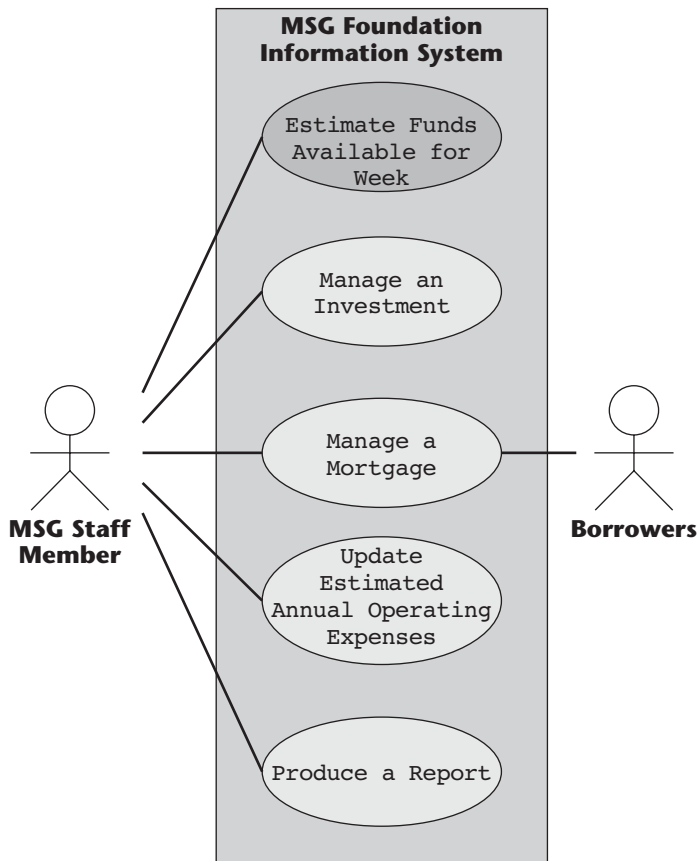 MSG Foundation
Information System
Estimate Funds
Available for
Week
Manage an
Investment
Manage a
Mortgage
MSG Staff
Member
Borrowers
Update
Estimated
Annual Operating
Expenses
Produce a Report